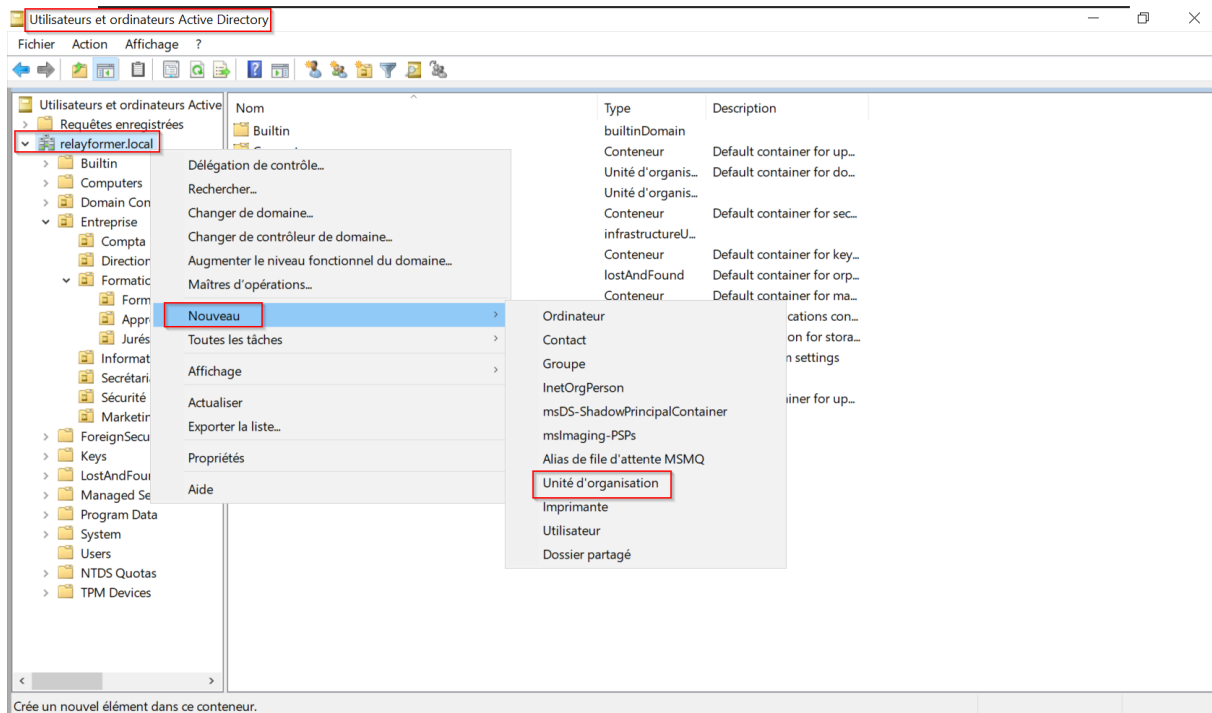 Utilisateurs et ordinateurs Active Directory
Fichier Action Affichage ?
Utilisateurs et ordinateurs Active
Requêtes enregistrées
relayformer.local
Builtin
Computers
Domain Con
Entreprise
Compta
Direction
Formatio
Form
Appr
Jurés
Informat
Secrétari
Sécurité
Marketin
ForeignSecu
Keys
LostAndFour
Managed Se
Program Data
System
Users
NTDS Quotas
TPM Devices
Nom Type Description
Builtin builtinDomain
Conteneur Default container for up...
Unité d'organis... Default container for do...
Unité d'organis...
Conteneur Default container for sec...
infrastructureU...
Conteneur Default container for key...
lostAndFound Default container for orp...
Conteneur Default container for ma...
cations con...
on for stora...
settings
iner for up...
Délégation de contrôle...
Rechercher...
Changer de domaine...
Changer de contrôleur de domaine...
Augmenter le niveau fonctionnel du domaine...
Maîtres d'opérations...
Nouveau
Toutes les tâches
Affichage
Actualiser
Exporter la liste...
Propriétés
Aide
Ordinateur
Contact
Groupe
InetOrgPerson
msDS-ShadowPrincipalContainer
msImaging-PSPs
Alias de file d'attente MSMQ
Unité d'organisation
Imprimante
Utilisateur
Dossier partagé
Crée un nouvel élément dans ce conteneur.